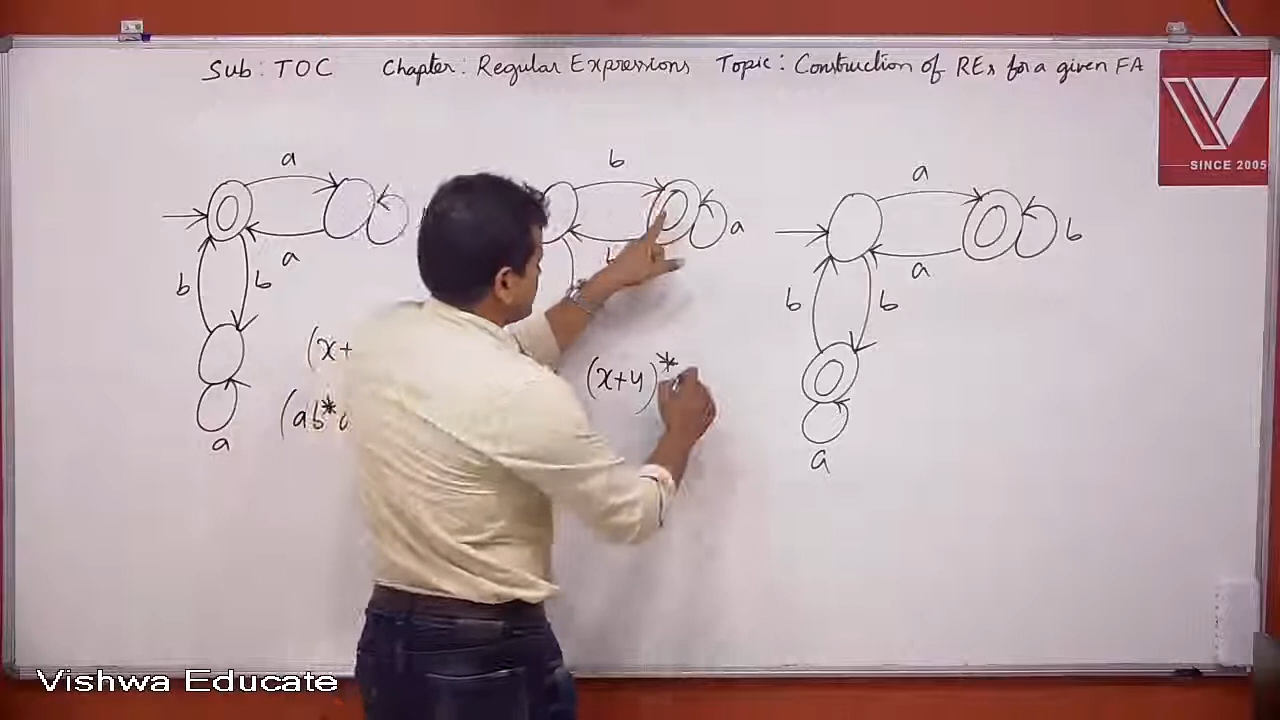 Sub : TOC Chapter : Regular Expressions Topic : Construction of REs for a given FA
SINCE 2005
a
a
b
b
a
(x+
(ab*
b
a
(x+y)*
a
a
b
b
b
a
Vishwa Educate